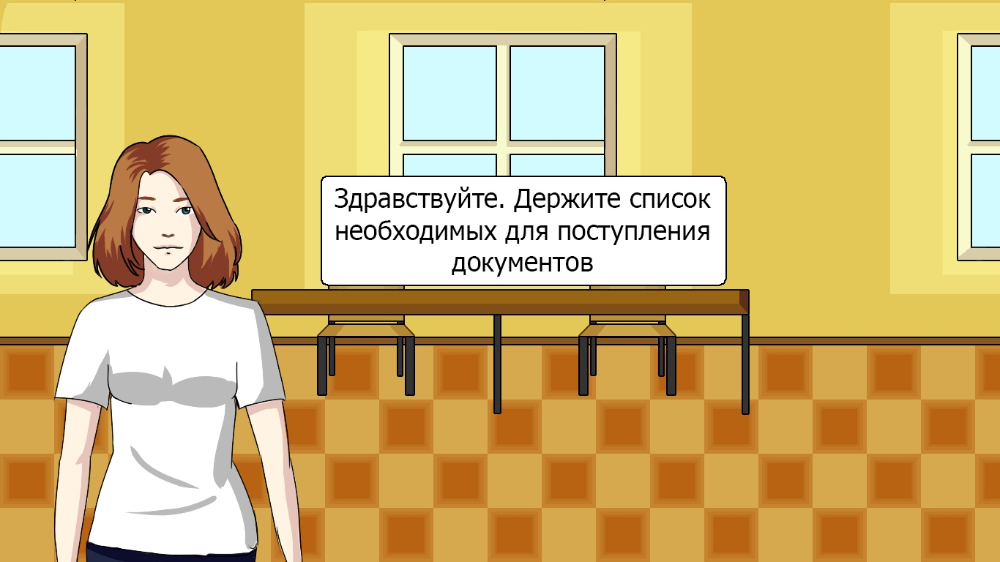 Здравствуйте. Держите список
необходимых для поступления
документов